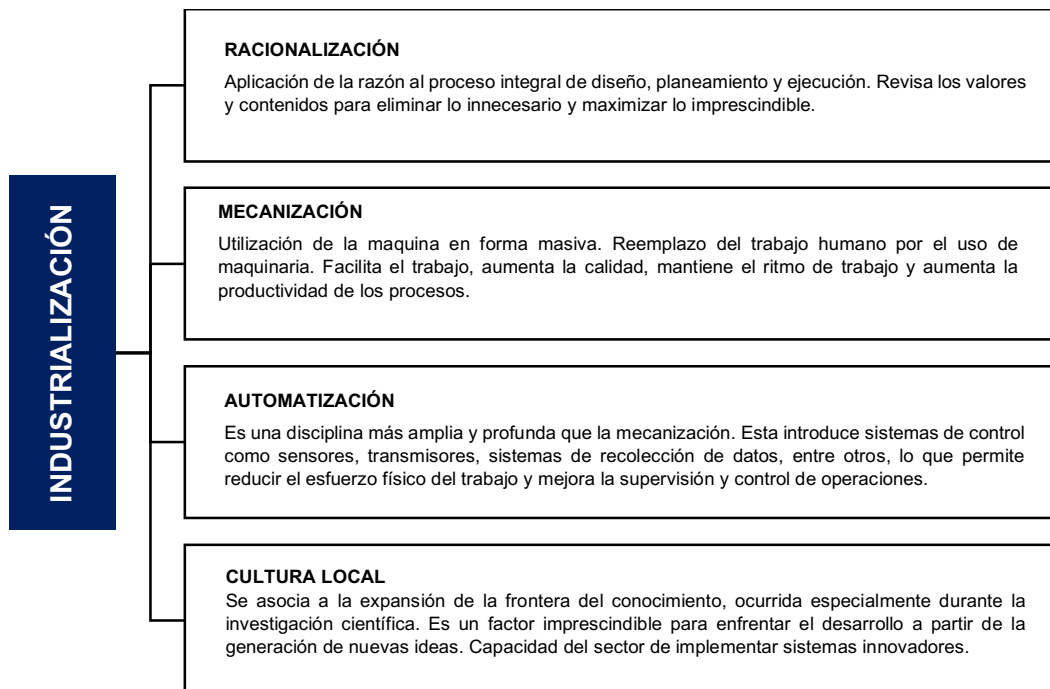 INDUSTRIALIZACIÓN
RACIONALIZACIÓN
Aplicación de la razón al proceso integral de diseño, planeamiento y ejecución. Revisa los valores
y contenidos para eliminar lo innecesario y maximizar lo imprescindible.
MECANIZACIÓN
Utilización de la maquina en forma masiva. Reemplazo del trabajo humano por el uso de
maquinaria. Facilita el trabajo, aumenta la calidad, mantiene el ritmo de trabajo y aumenta la
productividad de los procesos.
AUTOMATIZACIÓN
Es una disciplina más amplia y profunda que la mecanización. Esta introduce sistemas de control
como sensores, transmisores, sistemas de recolección de datos, entre otros, lo que permite
reducir el esfuerzo físico del trabajo y mejora la supervisión y control de operaciones.
CULTURA LOCAL
Se asocia a la expansión de la frontera del conocimiento, ocurrida especialmente durante la
investigación científica. Es un factor imprescindible para enfrentar el desarrollo a partir de la
generación de nuevas ideas. Capacidad del sector de implementar sistemas innovadores.